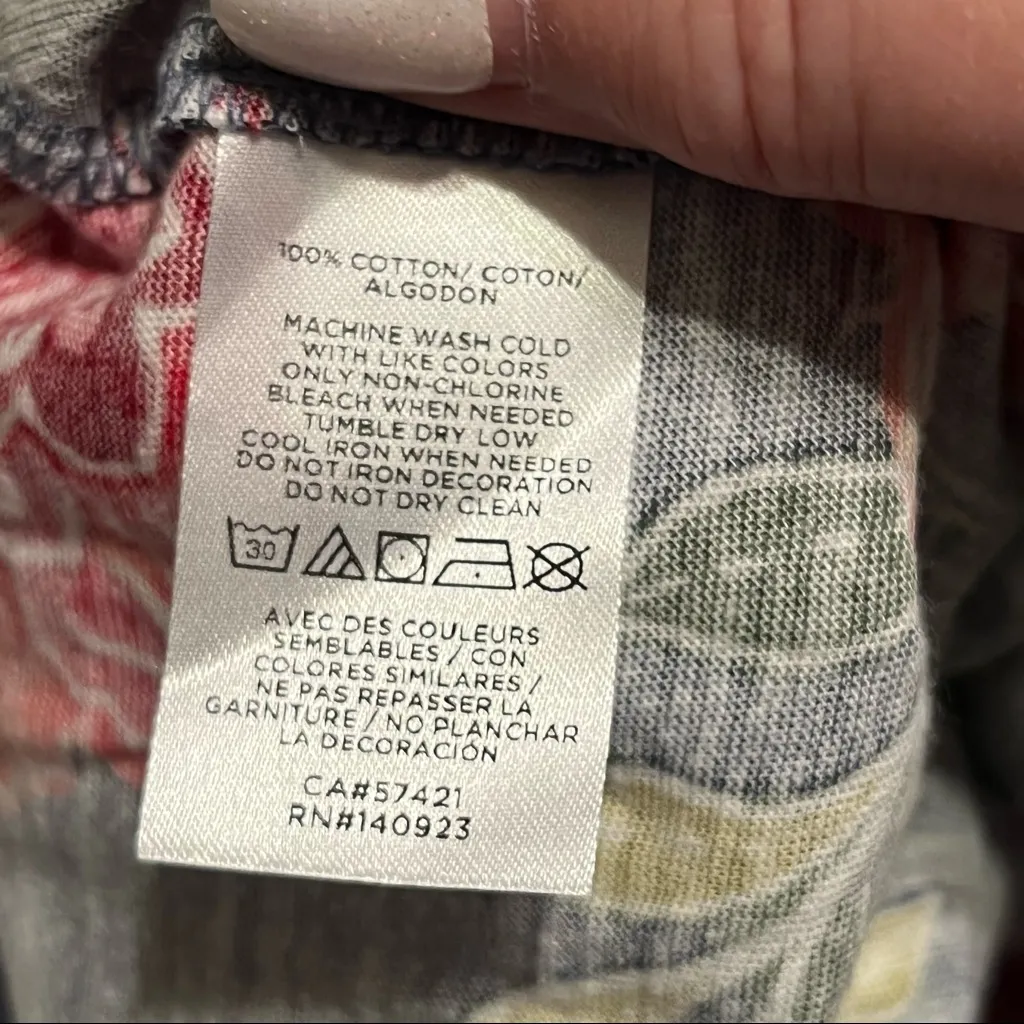 100% COTTON/ COTON/
ALGODON
MACHINE WASH COLD
WITH LIKE COLORS
ONLY NON-CHLORINE
BLEACH WHEN NEEDED
TUMBLE DRY LOW
COOL IRON WHEN NEEDED
DO NOT IRON DECORATION
DO NOT DRY CLEAN
30
AVEC DES COULEURS
SEMBLABLES / CON
COLORES SIMILARES /
NE PAS REPASSER LA
GARNITURE / NO PLANCHAR
LA DECORACIÓN
CA#57421
RN#140923